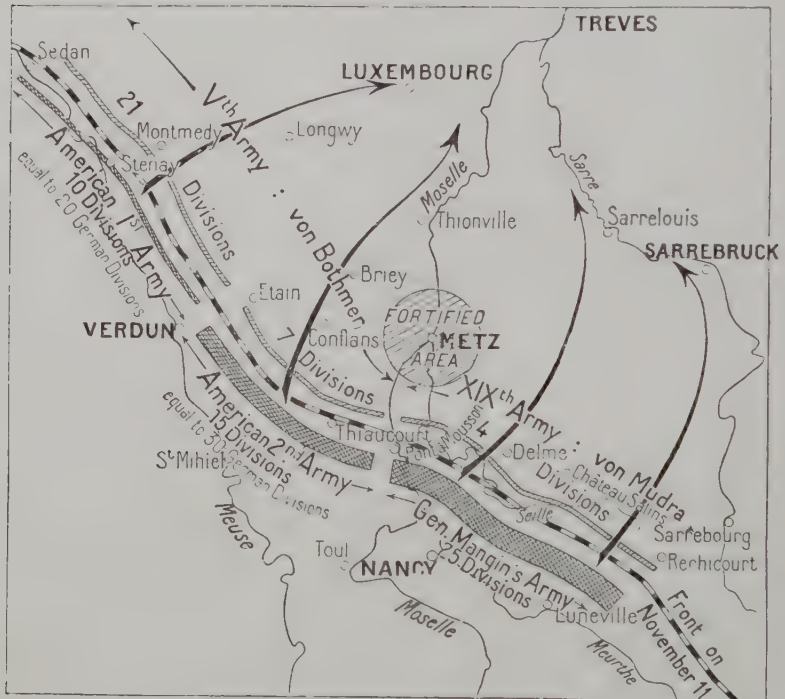 TREVES
Sedan
LUXEMBOURG
21
Divisions
Vth Army : von Bothmer
Montmedy
Longwy
Stenay
American 1st Army
10 Divisions
equal to 20 German Divisions
Moselle
Thionville
Sarre
Sarrelouis
SARREBRUCK
Briey
Etain
FORTIFIED
AREA
METZ
Conflans
VERDUN
7 Divisions
XIXth Army : von Mudra
4
Divisions
American 2nd Army
15 Divisions
equal to 30 German Divisions
Thiaucourt
Pont a Mousson
Delme
Château Salins
St Mihiel
Seille
Sarrebourg
Rechicourt
Meuse
Toul
NANCY
Gen. Mangin's Army
25 Divisions
Luneville
Moselle
Meurthe
Front on
November 11